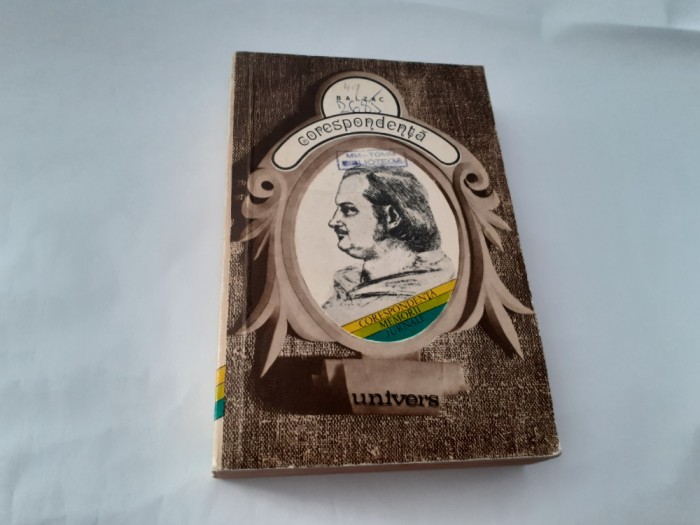 BALZAC
corespondență
CORESPONDENȚĂ
MEMORII
JURNALE
univers